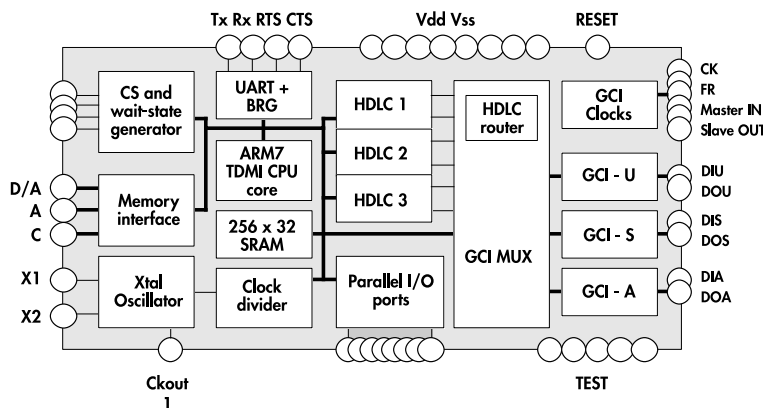 Tx Rx RTS CTS
Vdd Vss
RESET
CS and
wait-state
generator
UART +
BRG
HDLC 1
HDLC
router
GCI
Clocks
CK
FR
Master IN
Slave OUT
ARM7
TDMI CPU
core
HDLC 2
D/A
A
C
Memory
interface
HDLC 3
GCI - U
DIU
DOU
256 x 32
SRAM
GCI MUX
GCI - S
DIS
DOS
X1
X2
Xtal
Oscillator
Clock
divider
Parallel I/O
ports
GCI - A
DIA
DOA
Ckout
1
TEST